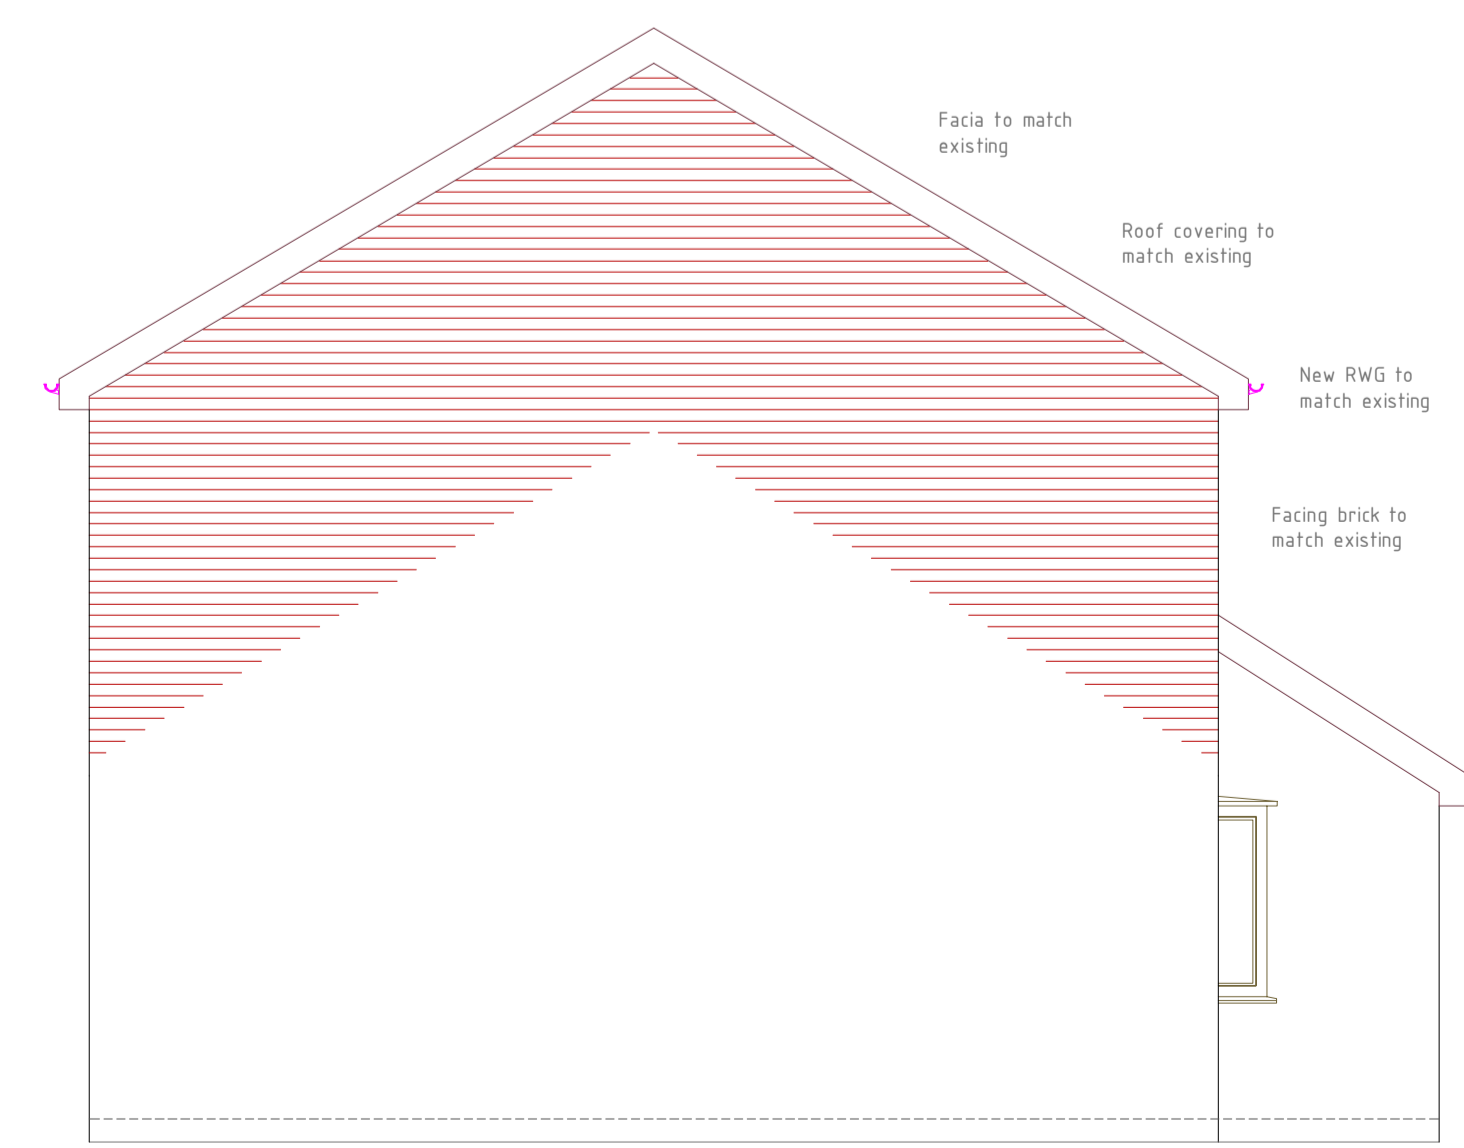 Facia to match
existing
Roof covering to
match existing
New RWG to
match existing
Facing brick to
match existing